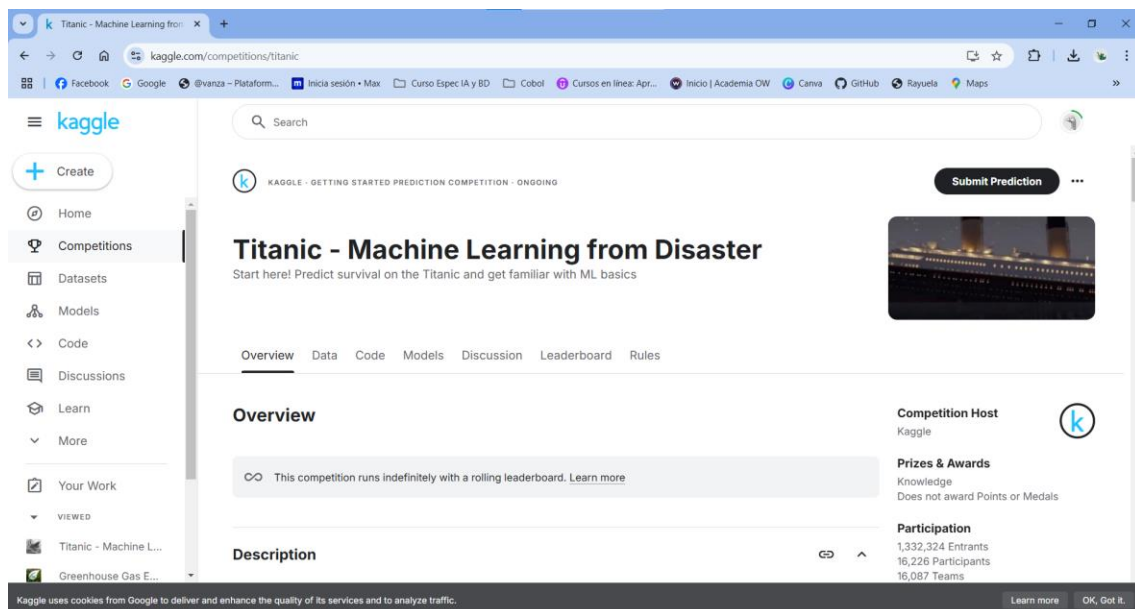 Titanic - Machine Learning from
kaggle.com/competitions/titanic
Facebook Google @vanza – Plataform... Inicia sesión • Max Curso Espec IA y BD Cobol Cursos en línea: Apr... Inicio | Academia OW Canva GitHub Rayuela Maps »
kaggle
Search
Create
KAGGLE · GETTING STARTED PREDICTION COMPETITION · ONGOING
Submit Prediction
Home
Competitions
Datasets
Models
Code
Discussions
Learn
More
Your Work
VIEWED
Titanic - Machine L...
Greenhouse Gas E...
Titanic - Machine Learning from Disaster
Start here! Predict survival on the Titanic and get familiar with ML basics
Overview Data Code Models Discussion Leaderboard Rules
Overview
This competition runs indefinitely with a rolling leaderboard. Learn more
Description
Competition Host
Kaggle
Prizes & Awards
Knowledge
Does not award Points or Medals
Participation
1,332,324 Entrants
16,226 Participants
16,087 Teams
Kaggle uses cookies from Google to deliver and enhance the quality of its services and to analyze traffic.
Learn more OK, Got it.